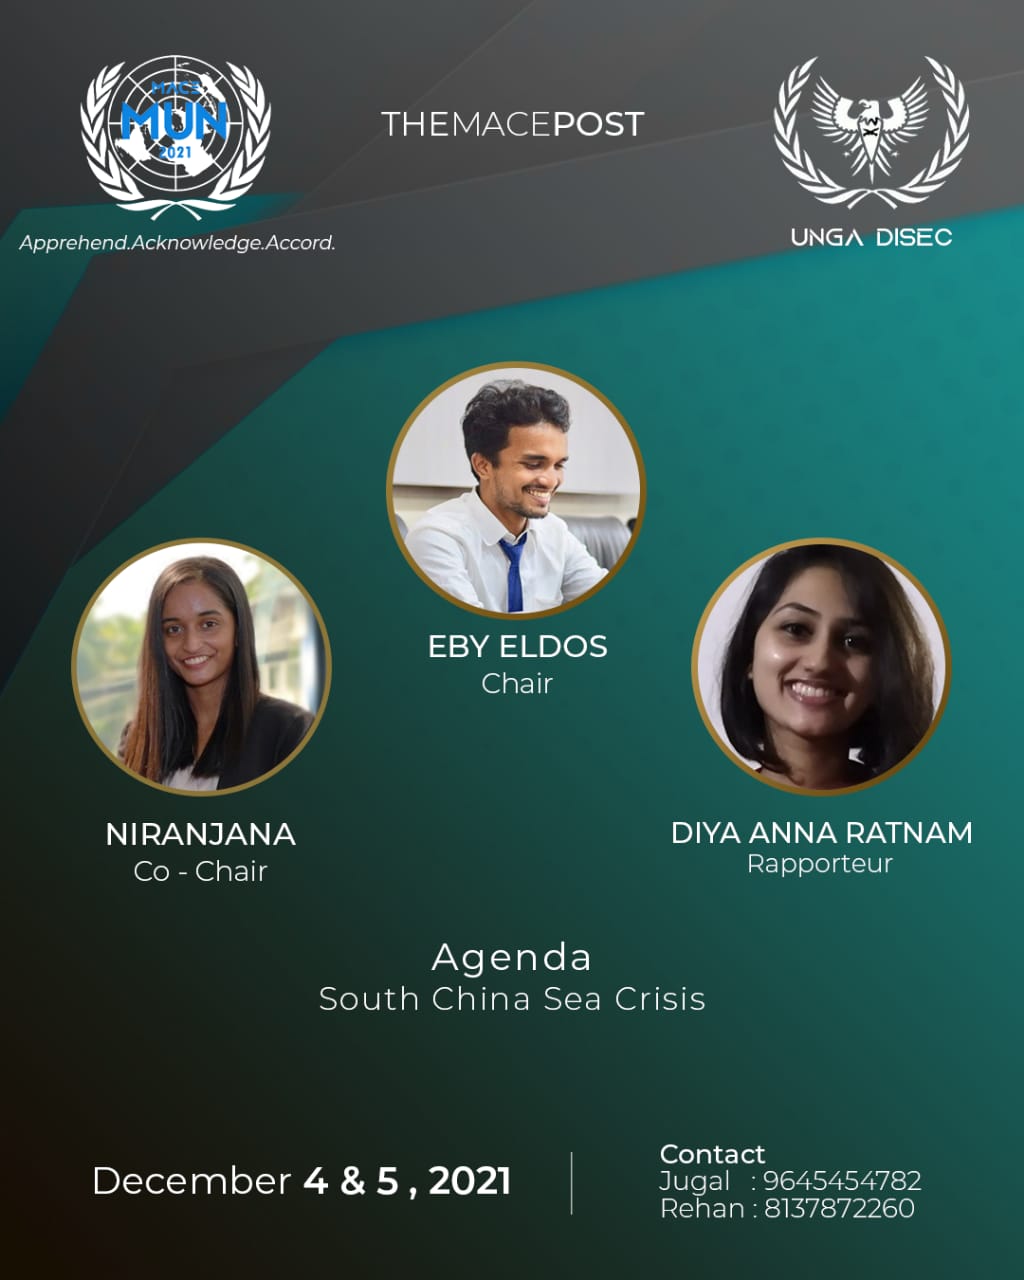 MACE
MUN
2021
Apprehend.Acknowledge.Accord.
THEMACEPOST
UNGA DISEC
EBY ELDOS
Chair
NIRANJANA
Co - Chair
DIYA ANNA RATNAM
Rapporteur
Agenda
South China Sea Crisis
December 4 & 5 , 2021
Contact
Jugal : 9645454782
Rehan : 8137872260